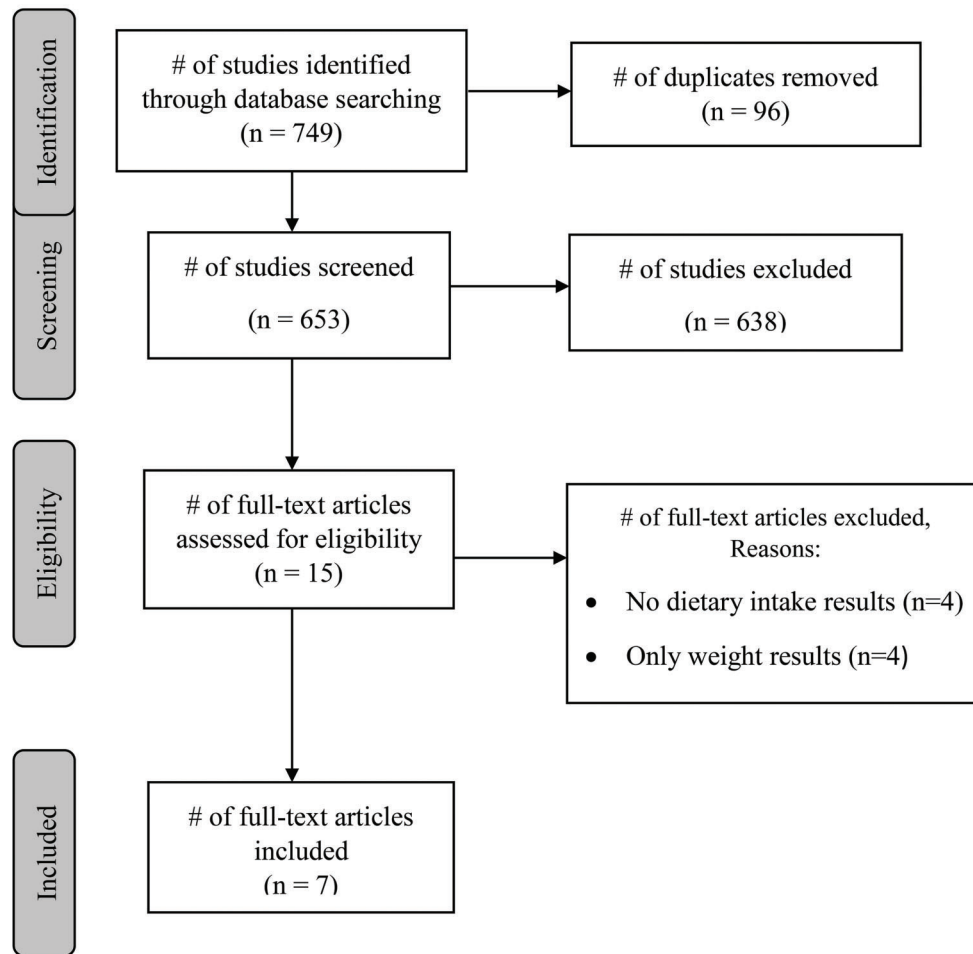 Identification
# of studies identified
through database searching
(n = 749)
# of duplicates removed
(n = 96)
Screening
# of studies screened
(n = 653)
# of studies excluded
(n = 638)
Eligibility
# of full-text articles
assessed for eligibility
(n = 15)
# of full-text articles excluded,
Reasons:
• No dietary intake results (n=4)
• Only weight results (n=4)
Included
# of full-text articles
included
(n = 7)